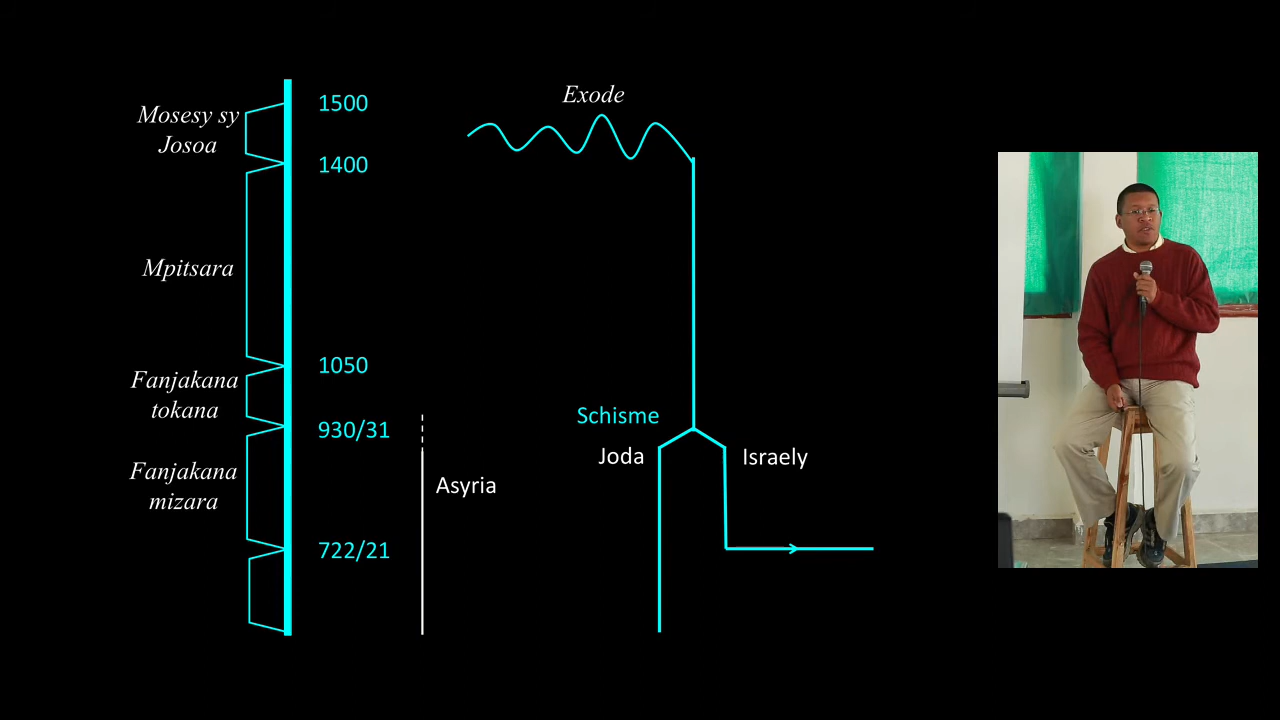 Mosesy sy
Josoa
Mpitsara
Fanjakana
tokana
Fanjakana
mizara
1500
1400
1050
930/31
722/21
Asyria
Exode
Schisme
Joda
Israely